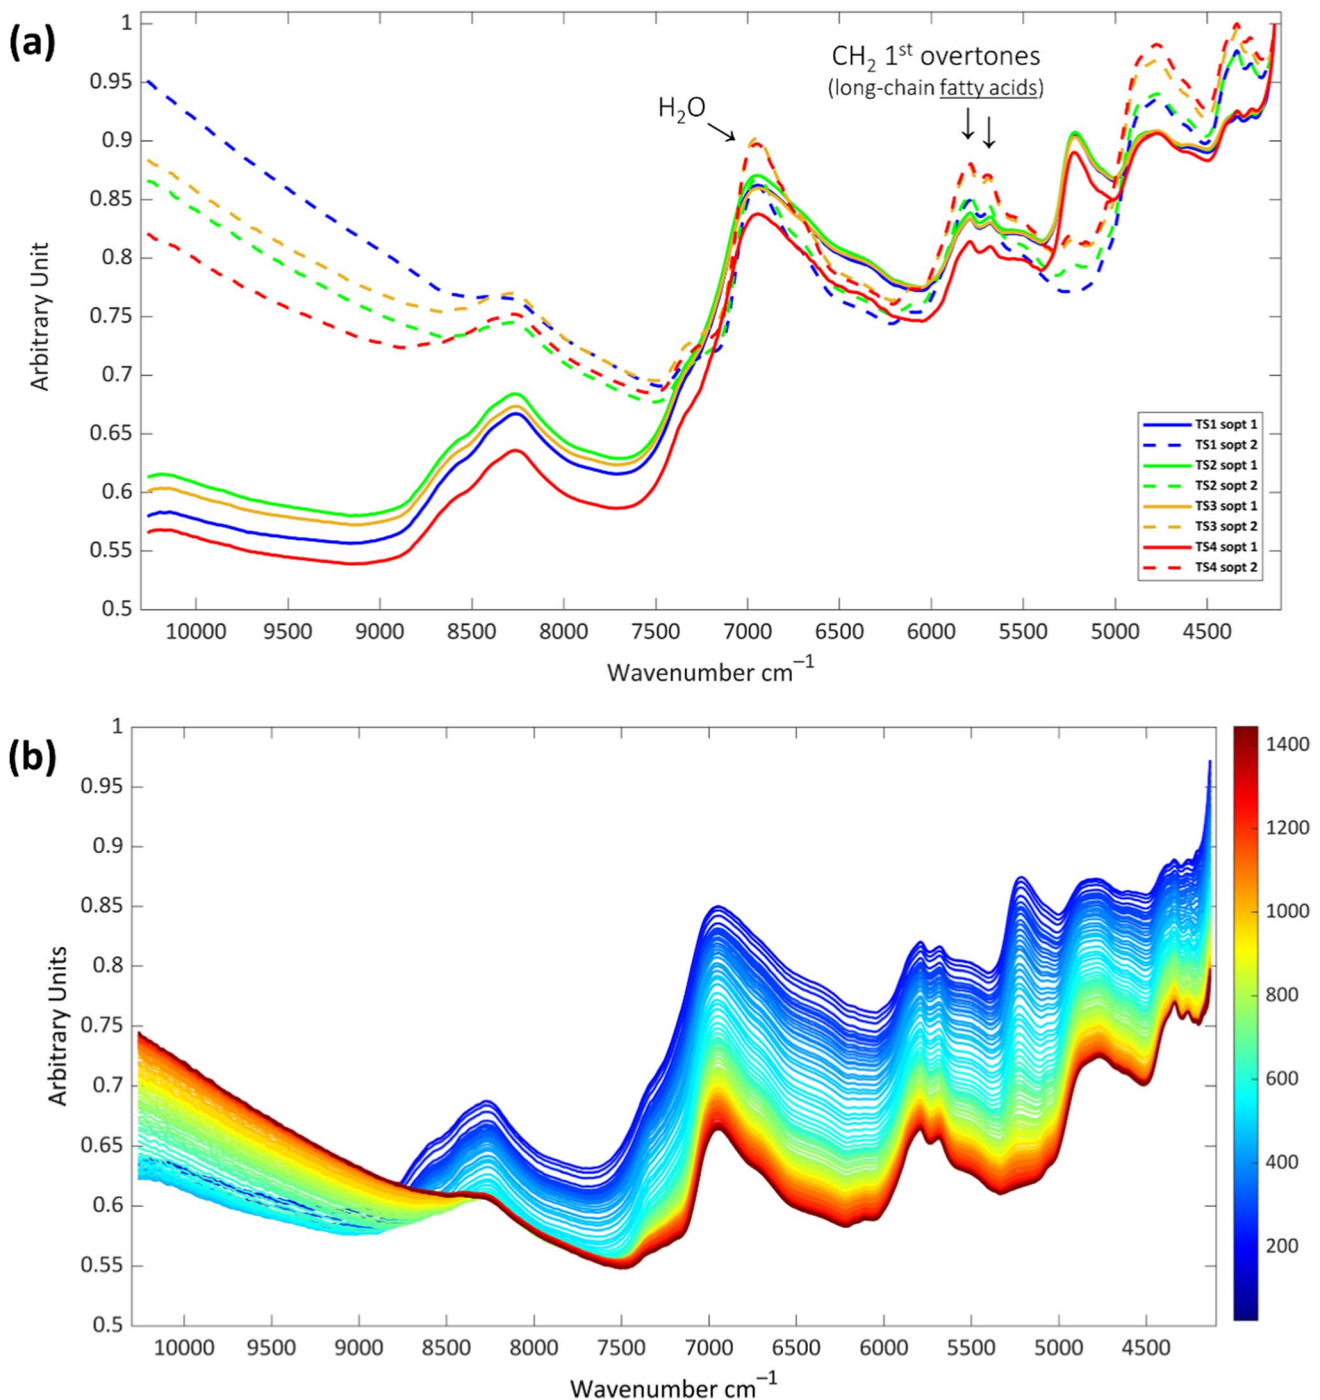 (a)
1
0.95
0.9
0.85
0.8
0.75
0.7
0.65
0.6
0.55
0.5
Arbitrary Unit
H₂O
CH₂ 1ˢᵗ overtones
(long-chain fatty acids)
TS1 sopt 1
TS1 sopt 2
TS2 sopt 1
TS2 sopt 2
TS3 sopt 1
TS3 sopt 2
TS4 sopt 1
TS4 sopt 2
10000 9500 9000 8500 8000 7500 7000 6500 6000 5500 5000 4500
Wavenumber cm⁻¹
(b)
1
0.95
0.9
0.85
0.8
0.75
0.7
0.65
0.6
0.55
0.5
Arbitrary Units
1400
1200
1000
800
600
400
200
10000 9500 9000 8500 8000 7500 7000 6500 6000 5500 5000 4500
Wavenumber cm⁻¹